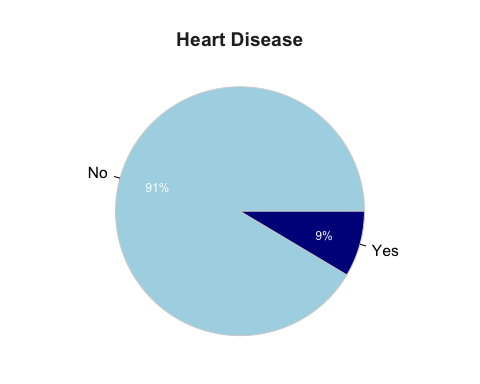 Heart Disease
No
91%
9%
Yes